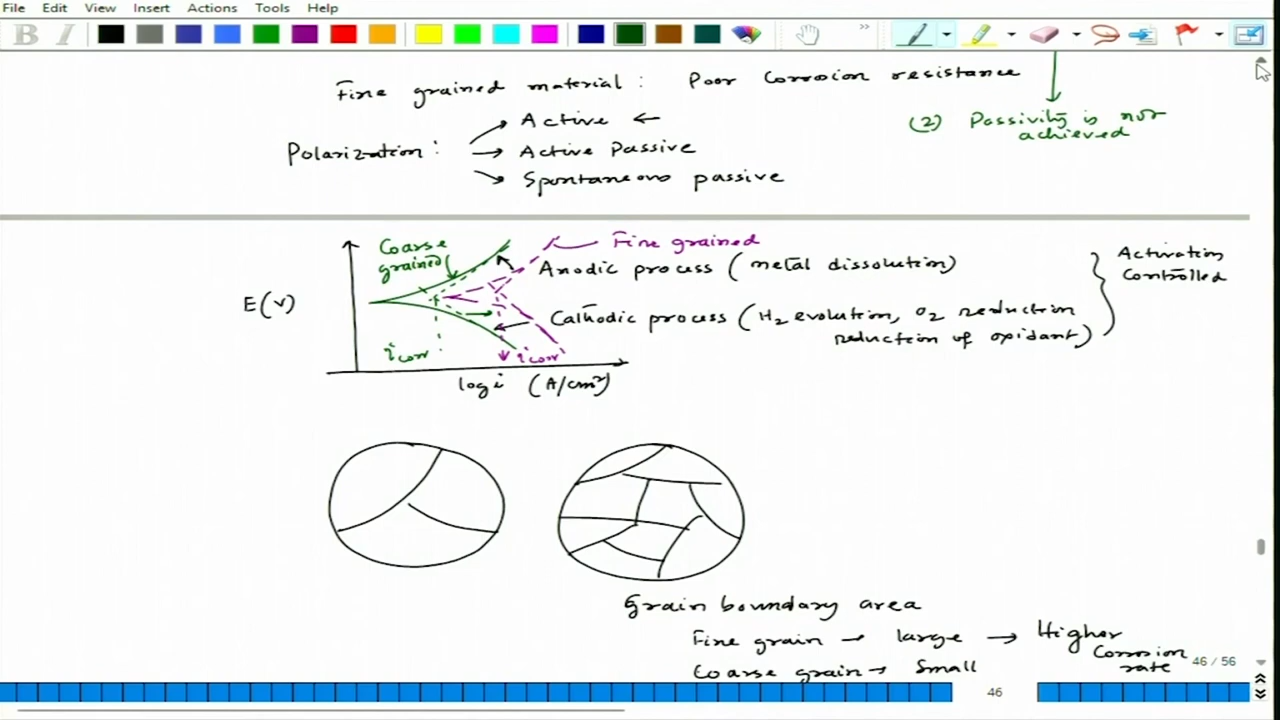 File Edit View Insert Actions Tools Help
B I
Fine grained material : Poor Corrosion resistance
(2) Passivity is not
achieved
Polarization : Active
Active Passive
Spontaneous passive
Coarse
grained
Fine grained
Anodic process (metal dissolution)
Activation
Controlled
E(V)
Cathodic process (H2 evolution, O2 reduction
reduction of oxidant)
icorr
icorr
log i (A/cm²)
Grain boundary area
Fine grain → large → Higher
Corrosion
rate
Coarse grain → Small
46 / 56
46